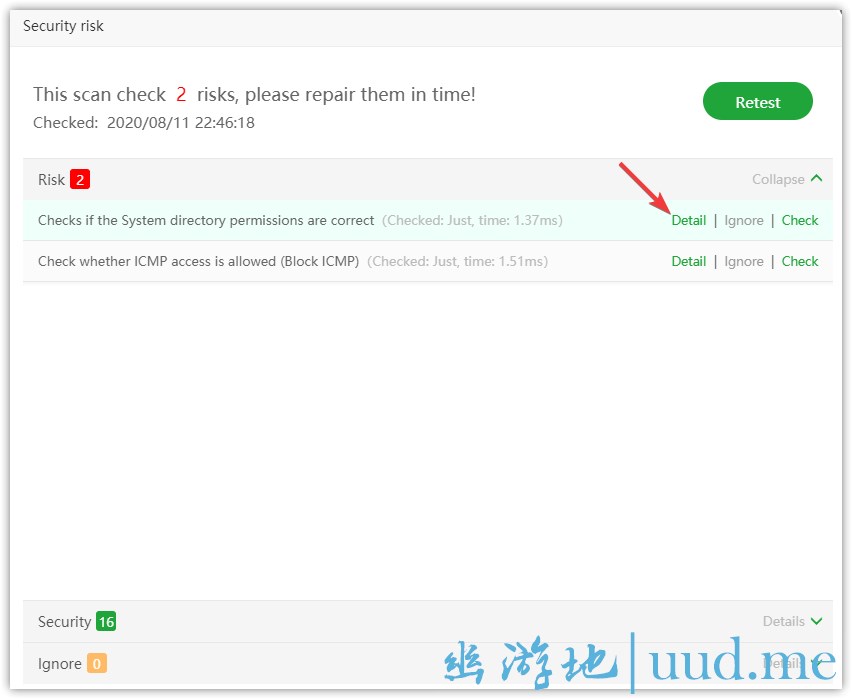 Security risk
This scan check 2 risks, please repair them in time!
Retest
Checked: 2020/08/11 22:46:18
Risk 2 Collapse
Checks if the System directory permissions are correct (Checked: Just, time: 1.37ms) Detail | Ignore | Check
Check whether ICMP access is allowed (Block ICMP) (Checked: Just, time: 1.51ms) Detail | Ignore | Check
Security 16 Details
Ignore 0 Details
幽游地|uud.me